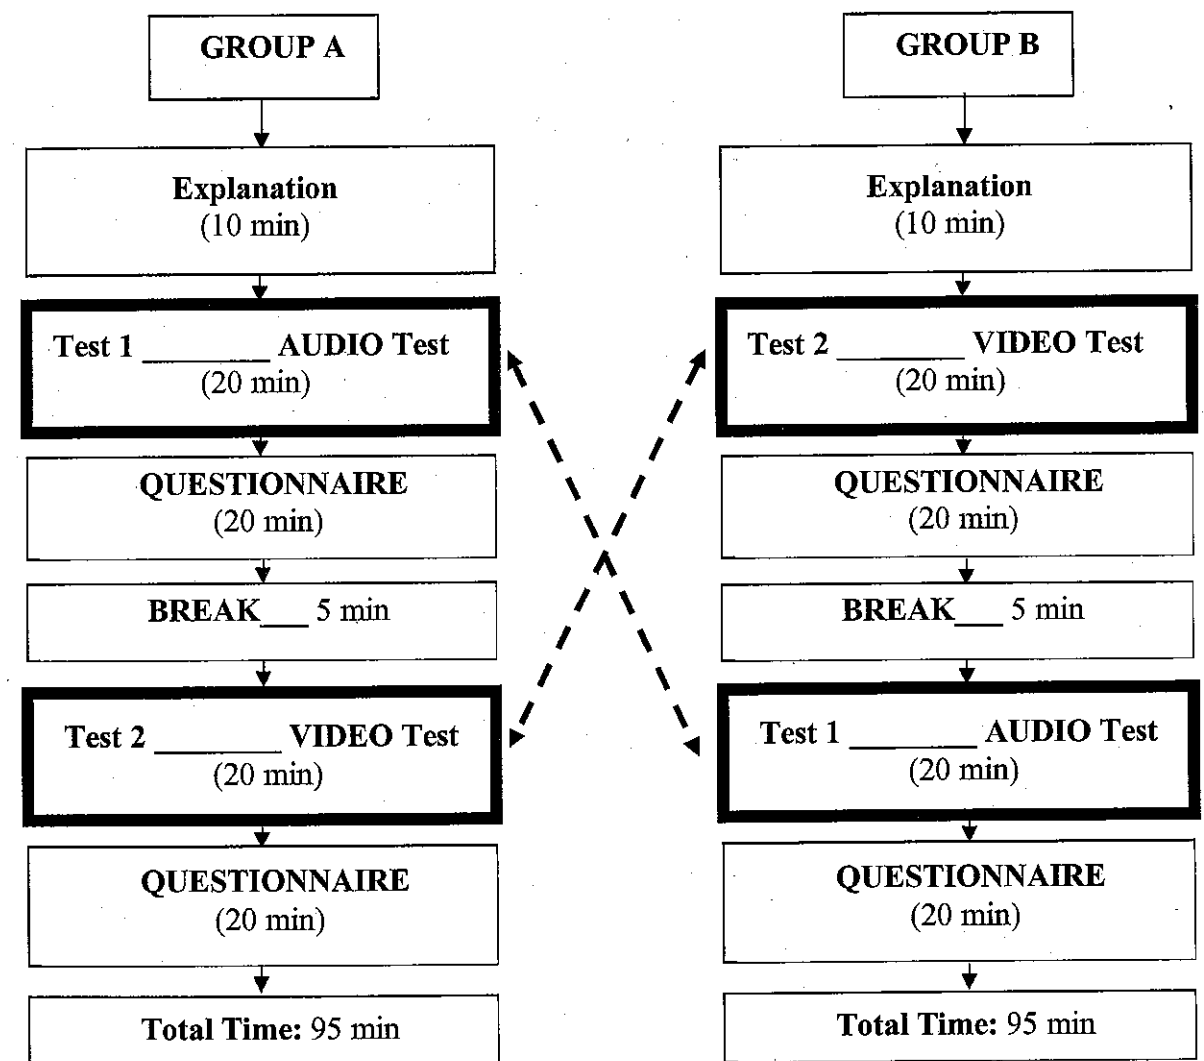 GROUP A
Explanation
(10 min)
Test 1 ________ AUDIO Test
(20 min)
QUESTIONNAIRE
(20 min)
BREAK__ 5 min
Test 2 ________ VIDEO Test
(20 min)
QUESTIONNAIRE
(20 min)
Total Time: 95 min
GROUP B
Explanation
(10 min)
Test 2 ________ VIDEO Test
(20 min)
QUESTIONNAIRE
(20 min)
BREAK__ 5 min
Test 1 ________ AUDIO Test
(20 min)
QUESTIONNAIRE
(20 min)
Total Time: 95 min